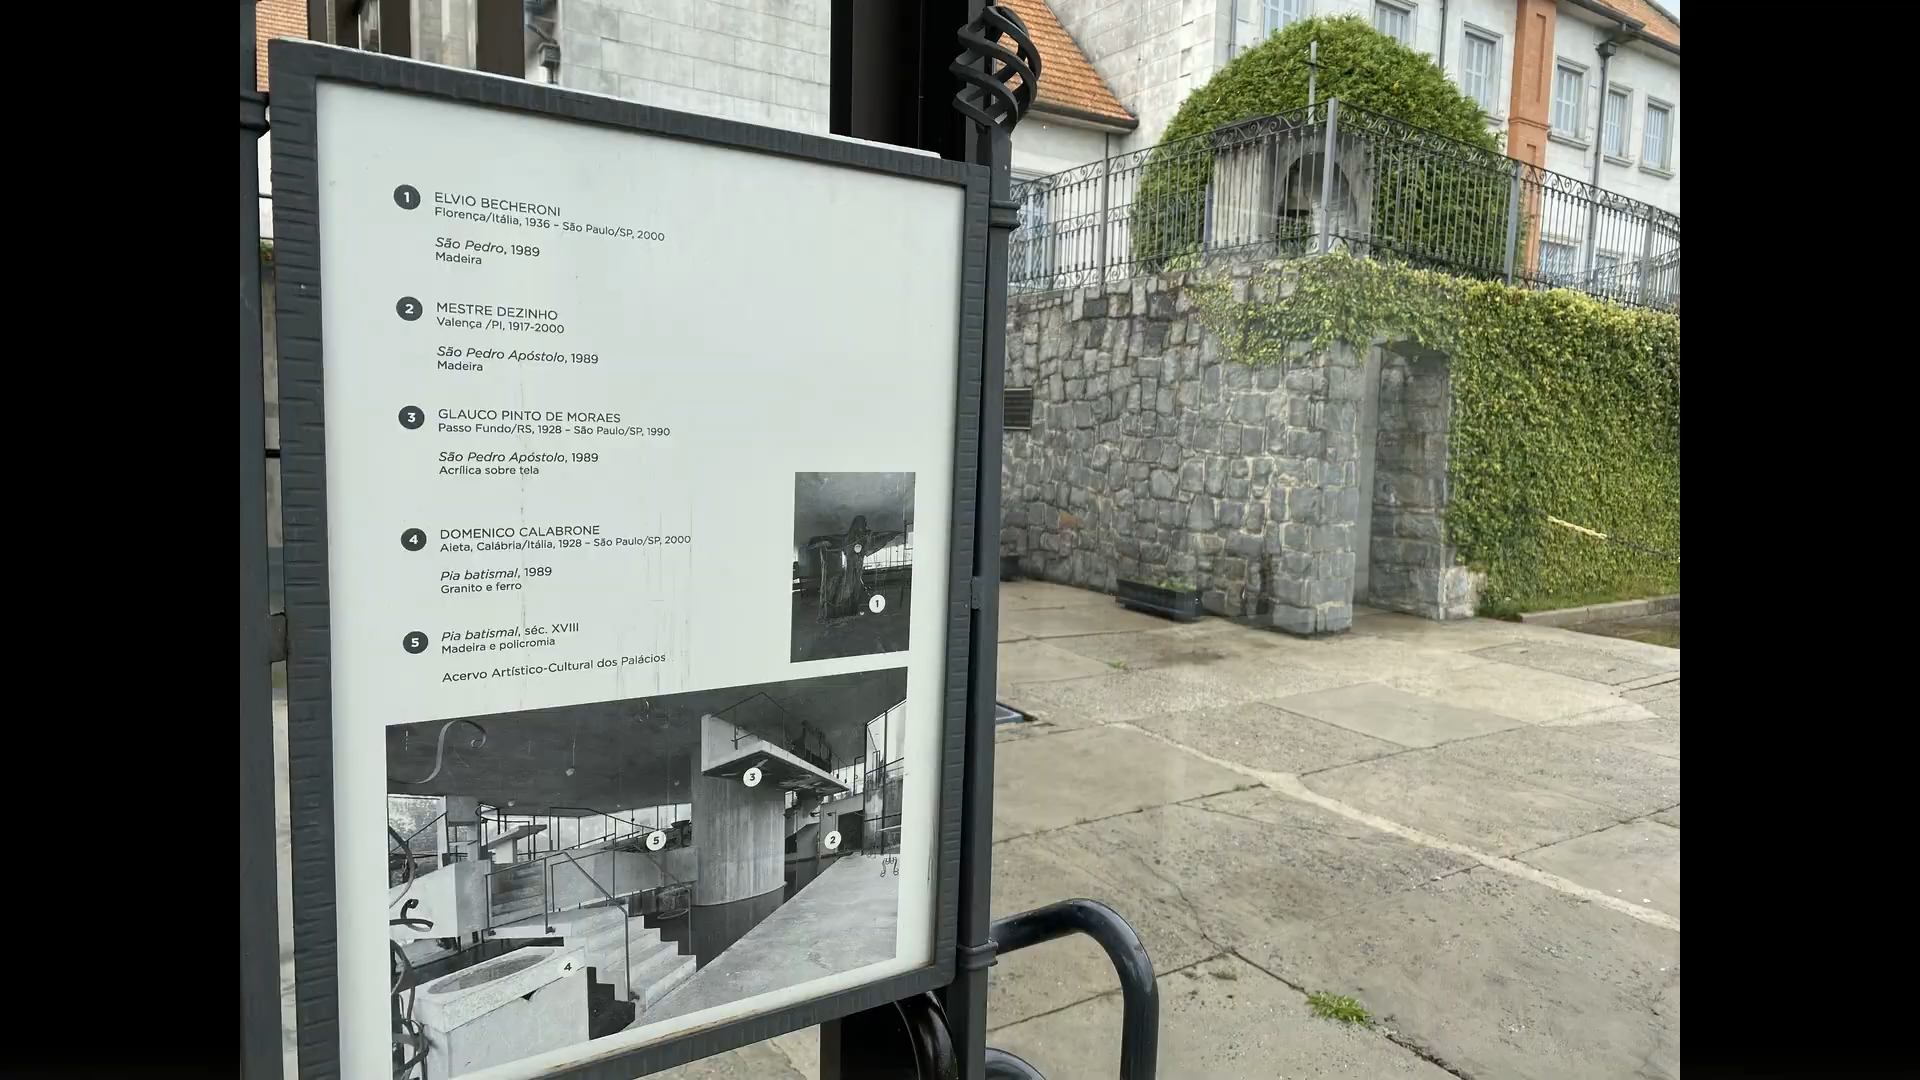 1 ELVIO BECHERONI
Florença/Itália, 1936 – São Paulo/SP, 2000
São Pedro, 1989
Madeira
2 MESTRE DEZINHO
Valença /PI, 1917-2000
São Pedro Apóstolo, 1989
Madeira
3 GLAUCO PINTO DE MORAES
Passo Fundo/RS, 1928 – São Paulo/SP, 1990
São Pedro Apóstolo, 1989
Acrílica sobre tela
4 DOMENICO CALABRONE
Aieta, Calábria/Itália, 1928 – São Paulo/SP, 2000
Pia batismal, 1989
Granito e ferro
5 Pia batismal, séc. XVIII
Madeira e policromia
Acervo Artístico-Cultural dos Palácios
1
3
5
2
4